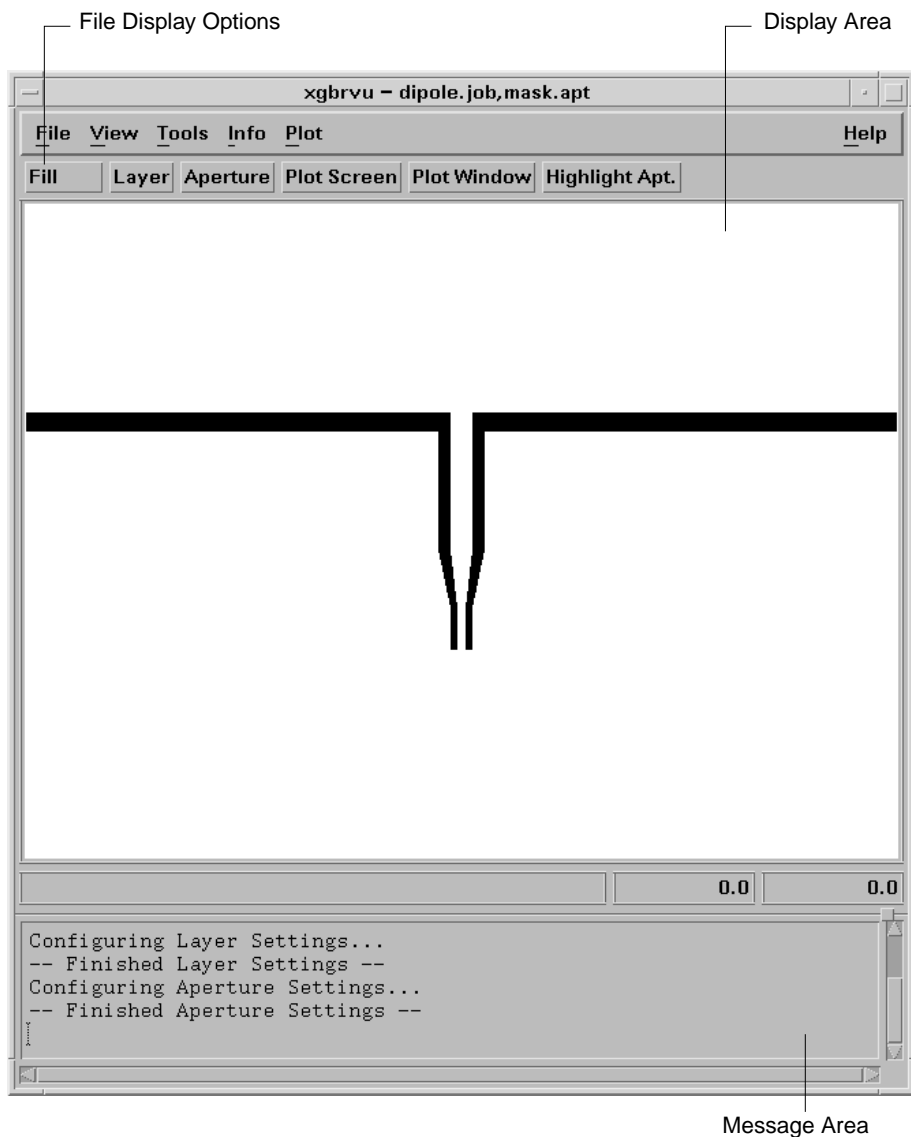 File Display Options
Display Area
xgbrvu – dipole.job,mask.apt
File View Tools Info Plot Help
Fill Layer Aperture Plot Screen Plot Window Highlight Apt.
0.0 0.0
Configuring Layer Settings...
-- Finished Layer Settings --
Configuring Aperture Settings...
-- Finished Aperture Settings --
Message Area